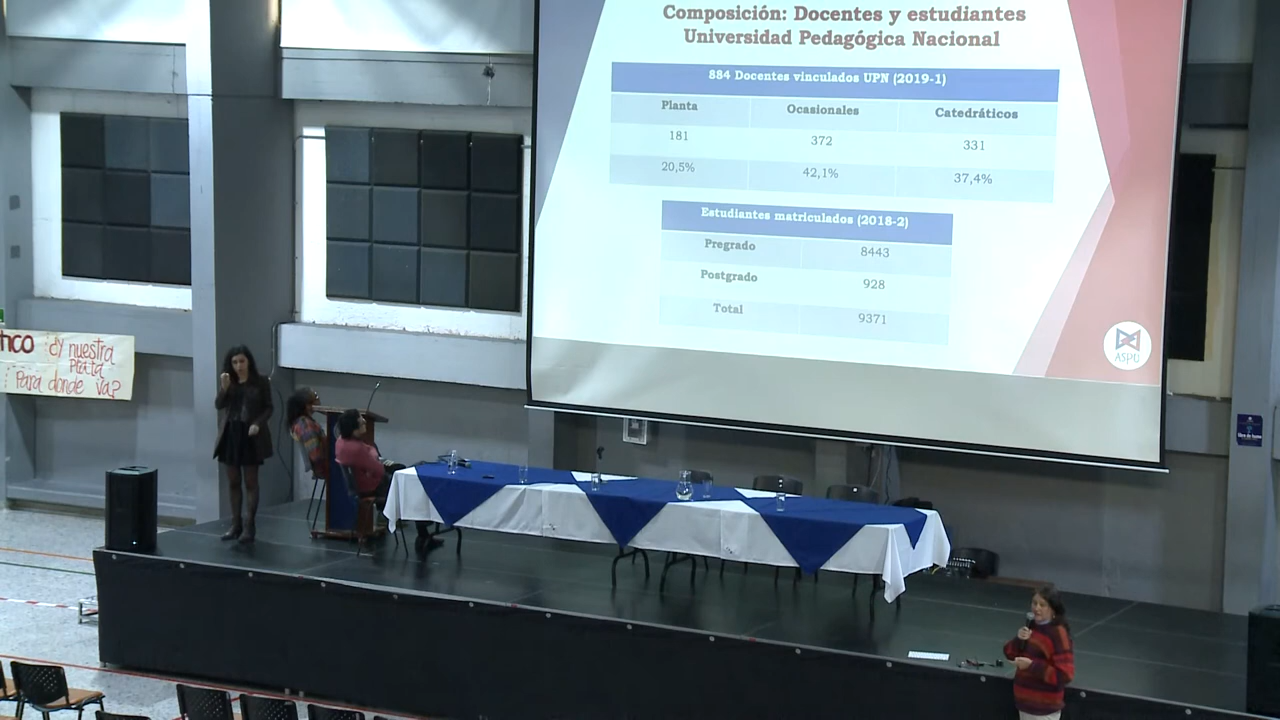 Composición: Docentes y estudiantes
Universidad Pedagógica Nacional
884 Docentes vinculados UPN (2019-1)
Planta Ocasionales Catedráticos
181 372 331
20,5% 42,1% 37,4%
Estudiantes matriculados (2018-2)
Pregrado 8443
Postgrado 928
Total 9371
ASPU
tico ¿y nuestra
Plata
Para donde va?